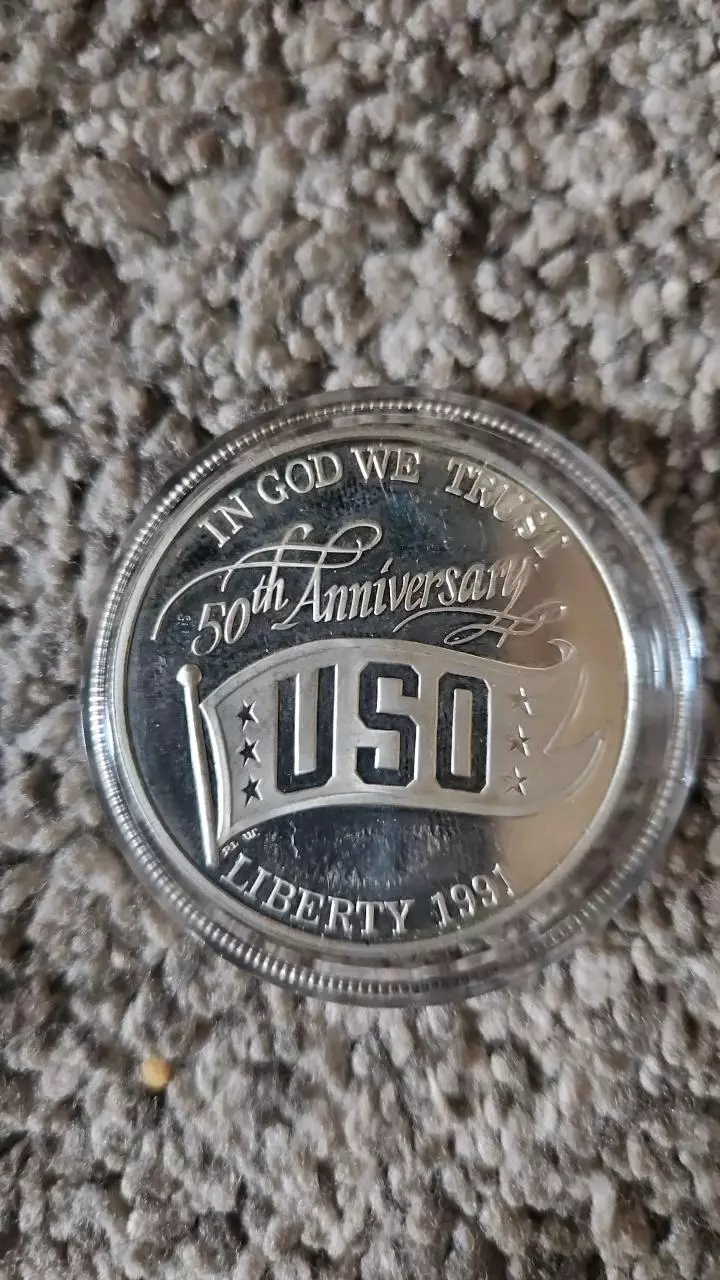 IN GOD WE TRUST
50th Anniversary
USO
LIBERTY 1991